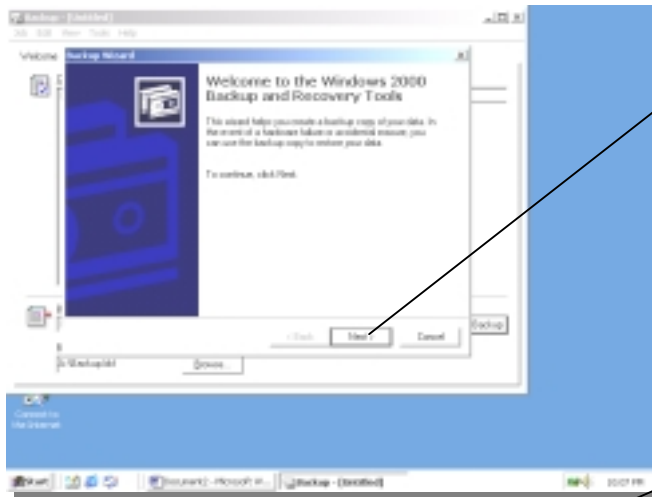 Backup - [Untitled]
Job Edit View Tools Help
Welcome
Backup Wizard
Welcome to the Windows 2000
Backup and Recovery Tools
This wizard helps you create a backup copy of your data. In
the event of a hardware failure or accidental erasure, you
can use the backup copy to restore your data.
To continue, click Next.
< Back Next > Cancel
Backup
Browse...
Connect to
the Internet
Start
Backup - [Untitled]
10:07 PM